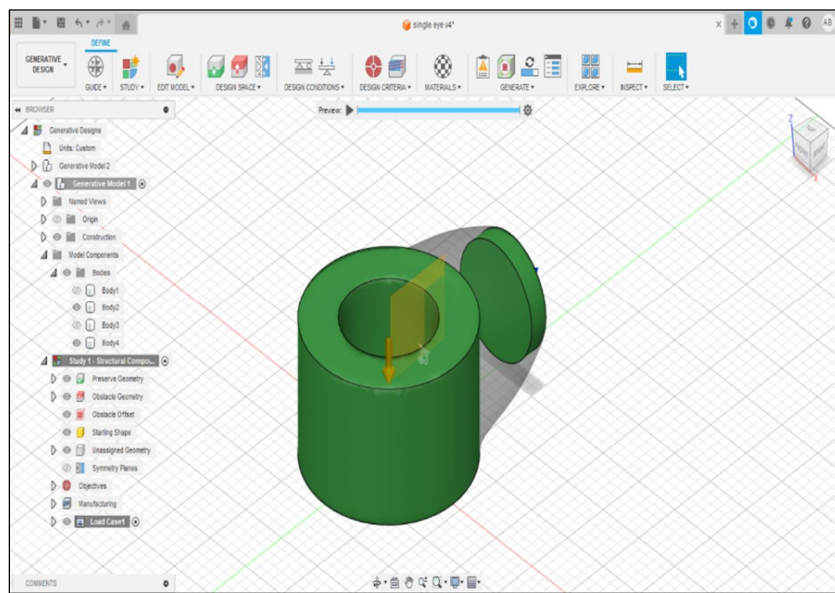 single eye v4*
AB
GENERATIVE DESIGN
DEFINE
GUIDE
STUDY
EDIT MODEL
DESIGN SPACE
DESIGN CONDITIONS
DESIGN CRITERIA
MATERIALS
GENERATE
EXPLORE
INSPECT
SELECT
BROWSER
Preview:
Generative Designs
Units: Custom
Generative Model 2
Generative Model 1
Named Views
Origin
Construction
Model Components
Bodies
Body1
Body2
Body3
Body4
Study 1 - Structural Compo...
Preserve Geometry
Obstacle Geometry
Obstacle Offset
Starting Shape
Unassigned Geometry
Symmetry Planes
Objectives
Manufacturing
Load Case1
COMMENTS
Z
X